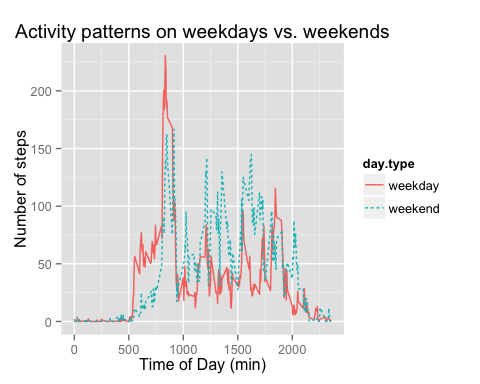 Activity patterns on weekdays vs. weekends
200
150
100
50
0
Number of steps
0 500 1000 1500 2000
Time of Day (min)
day.type
weekday
weekend